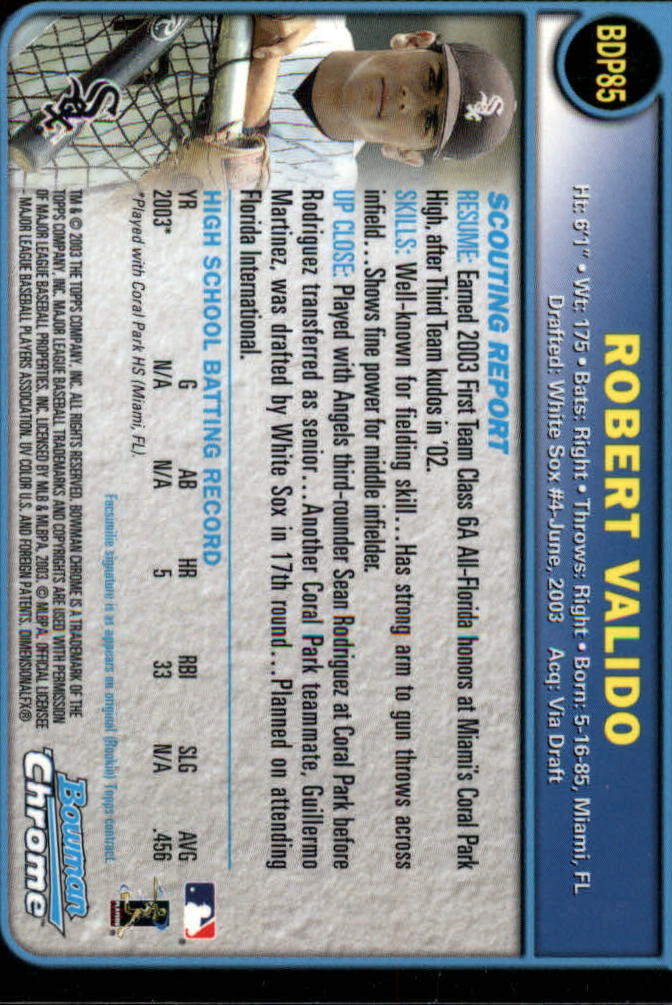 BDP85
ROBERT VALIDO
Ht: 6'1" • Wt: 175 • Bats: Right • Throws: Right • Born: 5-16-85, Miami, FL
Drafted: White Sox #4-June, 2003 Acq: Via Draft
SCOUTING REPORT
RESUME: Earned 2003 First Team Class 6A All-Florida honors at Miami's Coral Park
High, after Third Team kudos in '02.
SKILLS: Well-known for fielding skill...Has strong arm to gun throws across
infield...Shows fine power for middle infielder.
UP CLOSE: Played with Angels third-rounder Sean Rodriguez at Coral Park before
Rodriguez transferred as senior...Another Coral Park teammate, Guillermo
Martinez, was drafted by White Sox in 17th round...Planned on attending
Florida International.
HIGH SCHOOL BATTING RECORD
YR G AB HR RBI SLG AVG
2003* N/A N/A 5 33 N/A .456
*Played with Coral Park HS (Miami, FL).
Facsimile signature is as appears on original (Rookie) Topps contract.
TM & © 2003 THE TOPPS COMPANY, INC. ALL RIGHTS RESERVED. BOWMAN CHROME IS A TRADEMARK OF THE
TOPPS COMPANY, INC. MAJOR LEAGUE BASEBALL TRADEMARKS AND COPYRIGHTS ARE USED WITH PERMISSION
OF MAJOR LEAGUE BASEBALL PROPERTIES, INC. LICENSED BY MLB & MLBPA, 2003. © MLBPA. OFFICIAL LICENSEE
- MAJOR LEAGUE BASEBALL PLAYERS ASSOCIATION. DV COLOR U.S. AND FOREIGN PATENTS. DIMENSIONALFX®
Bowman
Chrome
Sox
Sox